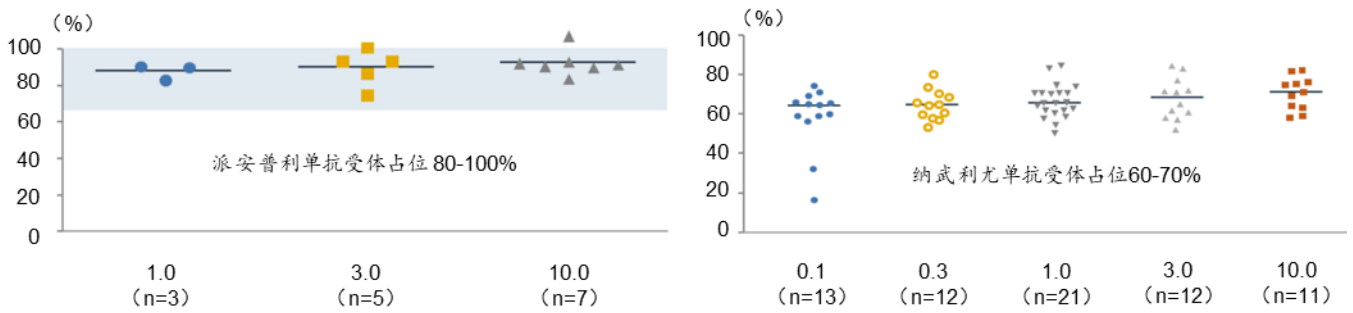 （%）
100
80
60
40
20
0
派安普利单抗受体占位 80-100%
1.0 3.0 10.0
（n=3） （n=5） （n=7）
（%）
100
80
60
40
20
0
纳武利尤单抗受体占位60-70%
0.1 0.3 1.0 3.0 10.0
（n=13） （n=12） （n=21） （n=12） （n=11）